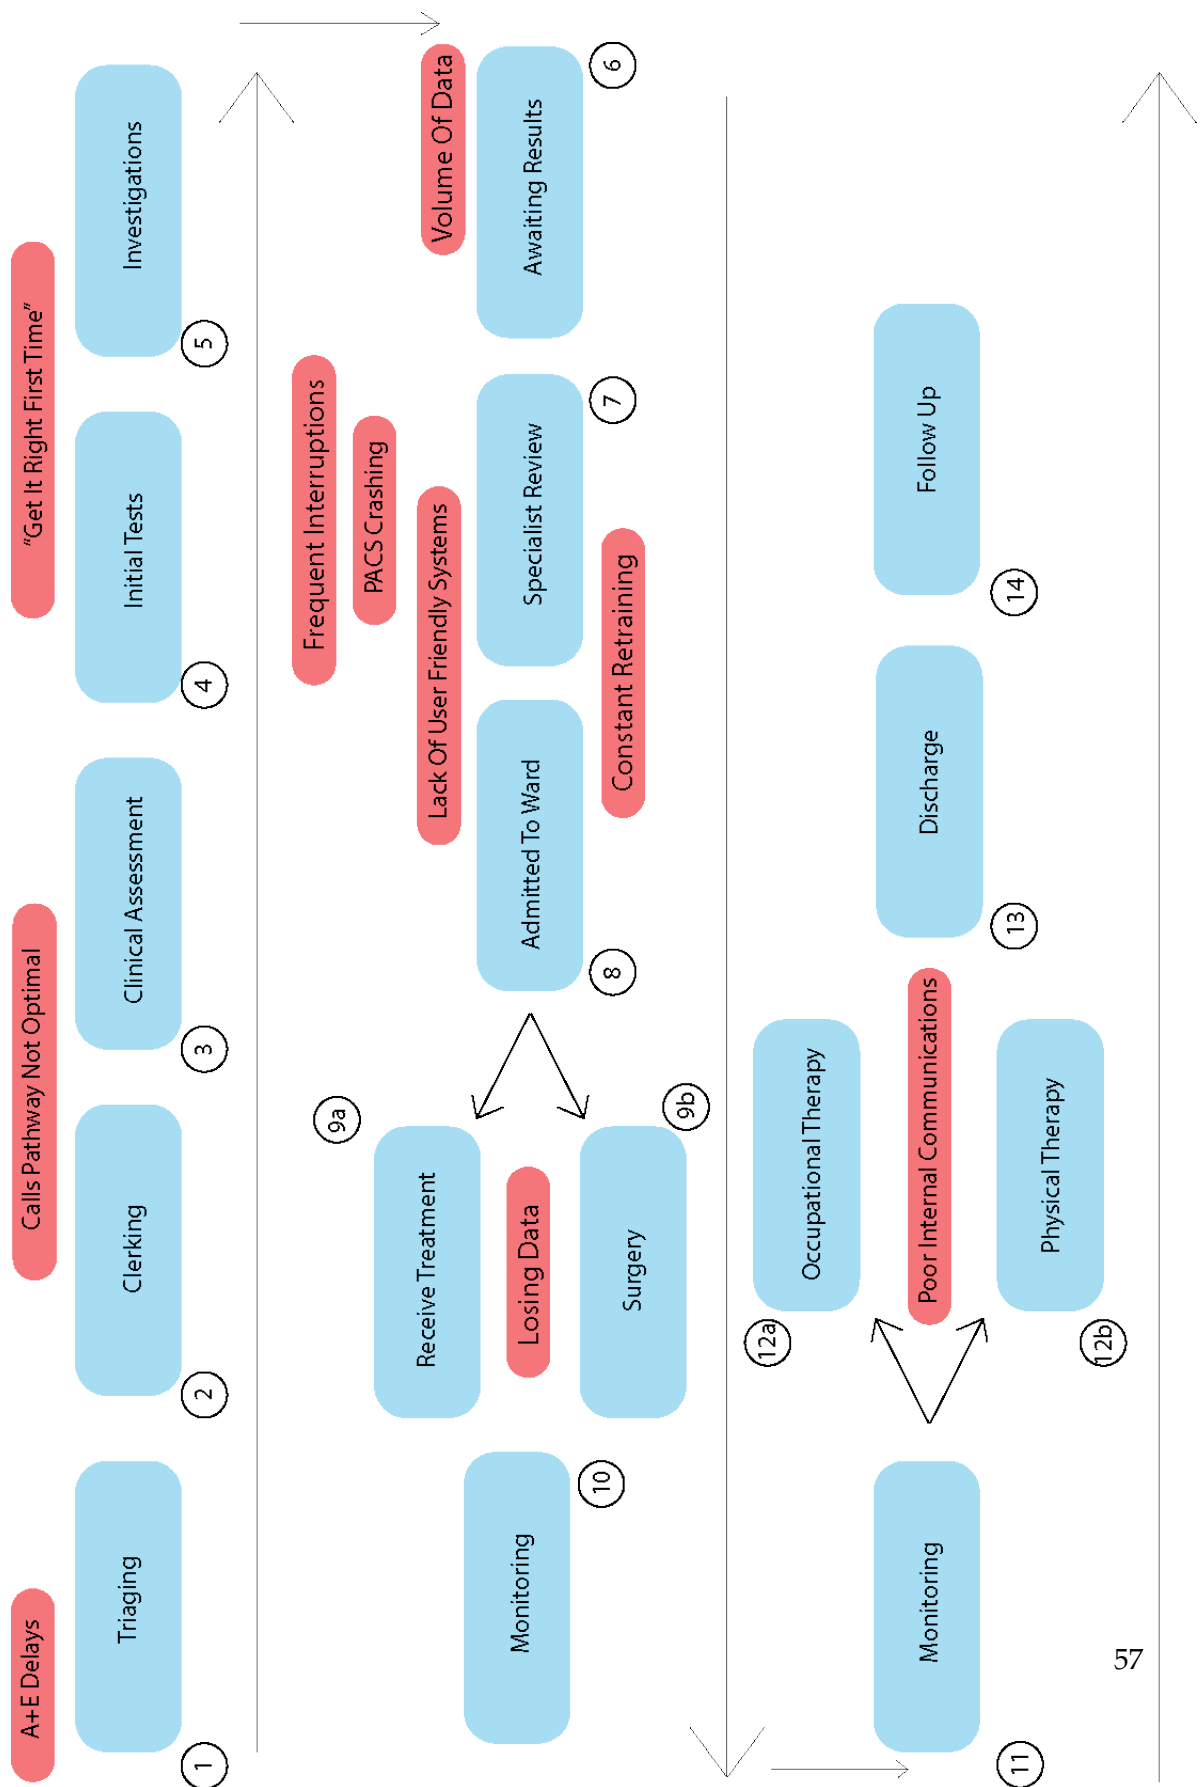 A+E Delays
Calls Pathway Not Optimal
"Get It Right First Time"
Triaging
Clerking
Clinical Assessment
Initial Tests
Investigations
1
2
3
4
5
Frequent Interruptions
PACS Crashing
Lack Of User Friendly Systems
Volume Of Data
9a
Receive Treatment
Monitoring
Losing Data
Admitted To Ward
Specialist Review
Awaiting Results
10
8
7
6
Surgery
9b
Constant Retraining
12a
Occupational Therapy
Monitoring
Poor Internal Communications
Discharge
Follow Up
11
13
14
Physical Therapy
12b
57